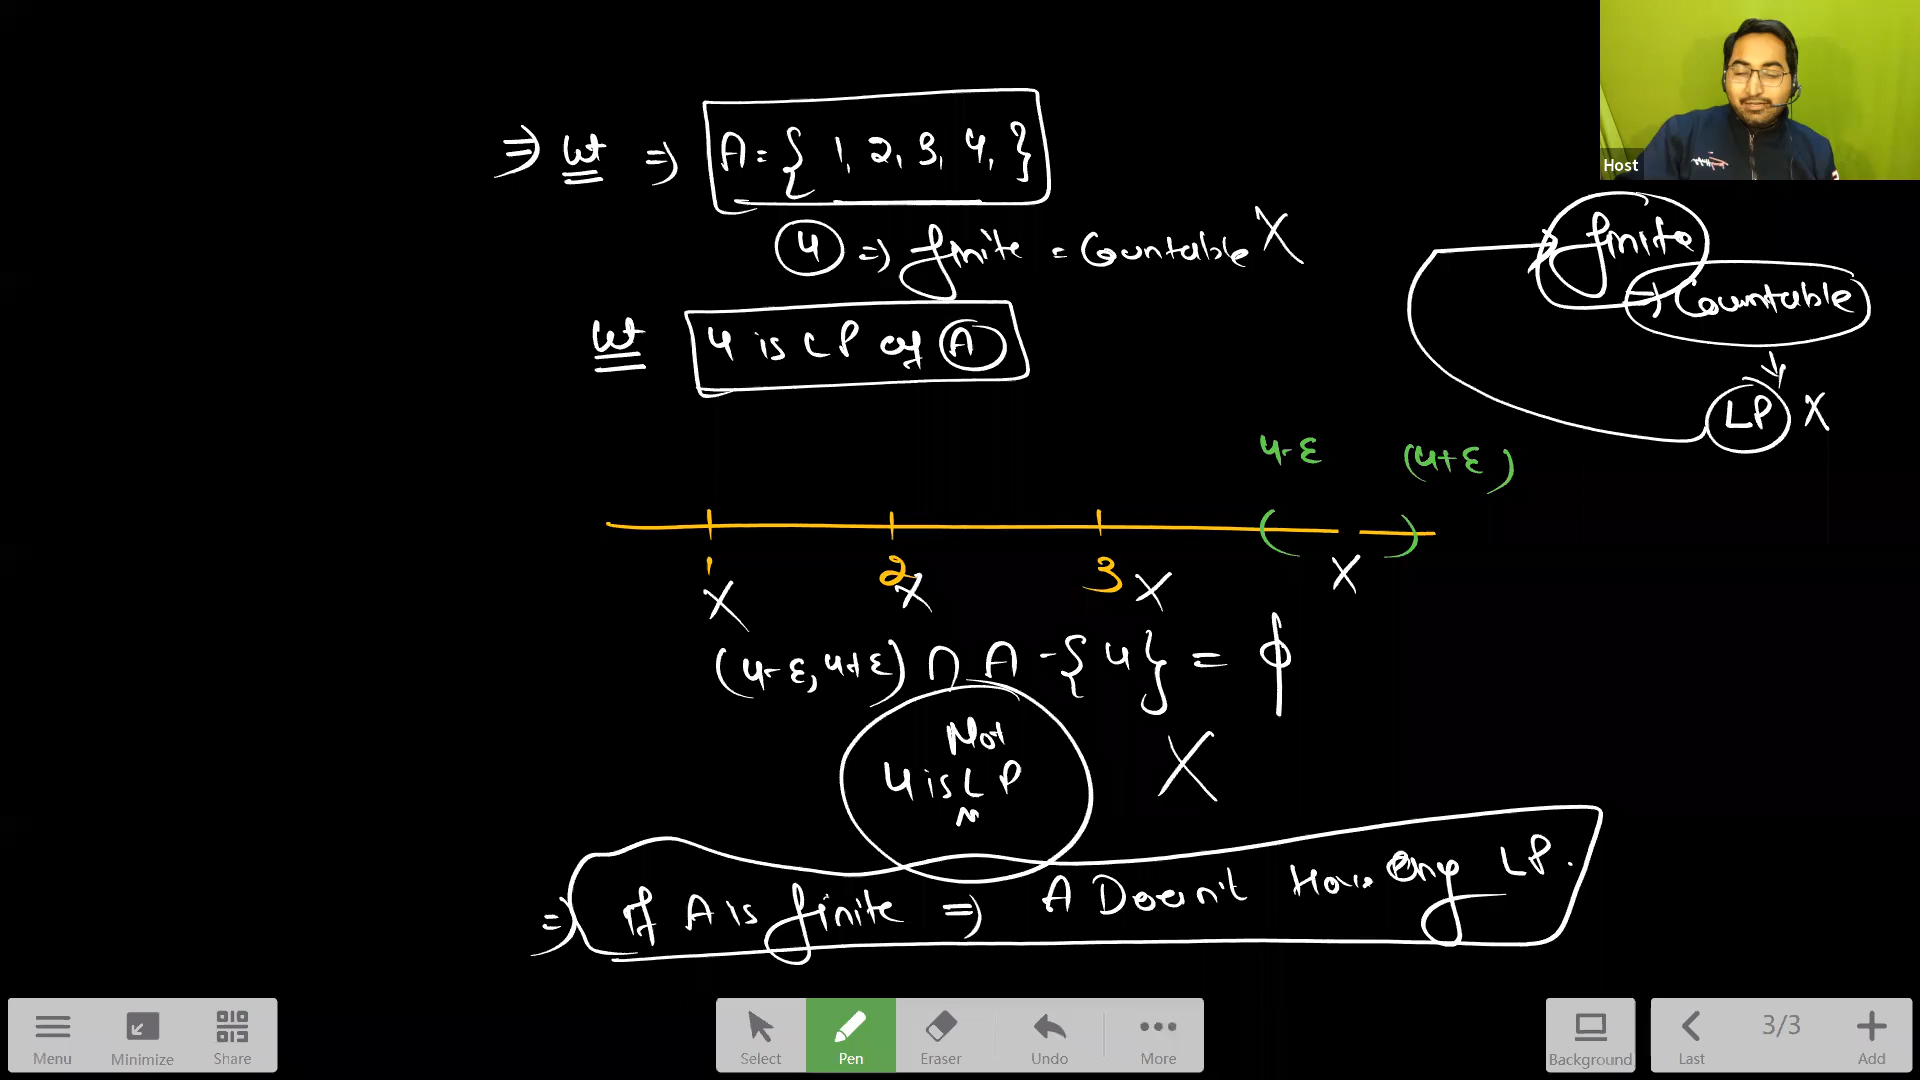 ⇒ let ⇒ A = { 1, 2, 3, 4, }
4 ⇒ finite = Countable X
let 4 is LP of A
Host
finite
⇒ Countable
LP X
4-ε (4+ε)
1 2 3
X X X X
(4-ε, 4+ε) ∩ A - {4} = ϕ
Not
4 is LP X
⇒ if A is finite ⇒ A Doesn't Have Any LP.
Menu Minimize Share Select Pen Eraser Undo More Background Last 3/3 Add